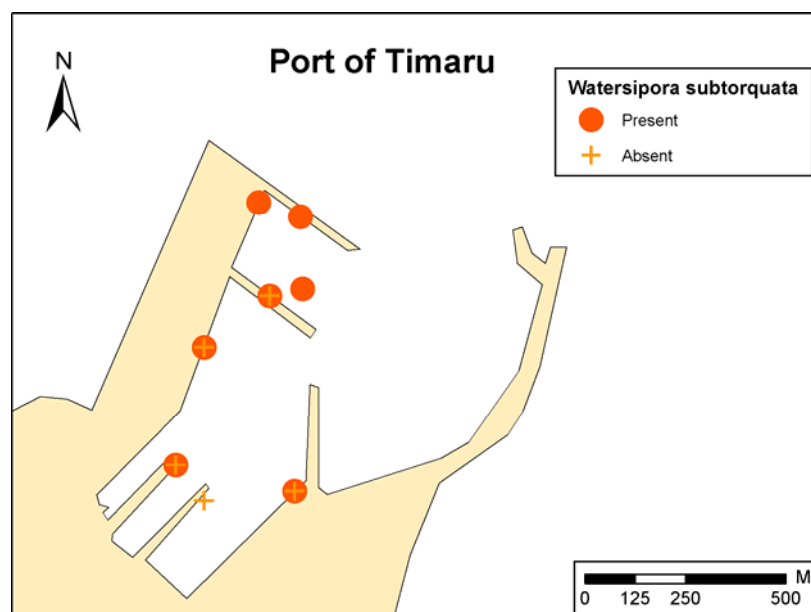 Port of Timaru
N
Watersipora subtorquata
Present
Absent
M
0 125 250 500